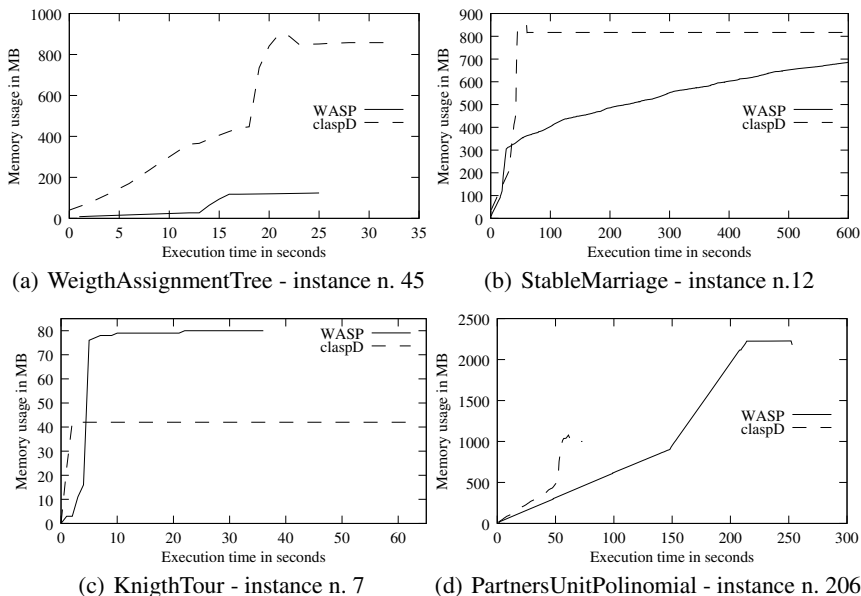 Memory usage in MB
1000
800
600
400
200
0
WASP
claspD
0 5 10 15 20 25 30 35
Execution time in seconds
(a) WeigthAssignmentTree - instance n. 45
Memory usage in MB
900
800
700
600
500
400
300
200
100
0
WASP
claspD
0 100 200 300 400 500 600
Execution time in seconds
(b) StableMarriage - instance n.12
Memory usage in MB
80
70
60
50
40
30
20
10
0
WASP
claspD
0 10 20 30 40 50 60
Execution time in seconds
(c) KnigthTour - instance n. 7
Memory usage in MB
2500
2000
1500
1000
500
0
WASP
claspD
0 50 100 150 200 250 300
Execution time in seconds
(d) PartnersUnitPolinomial - instance n. 206